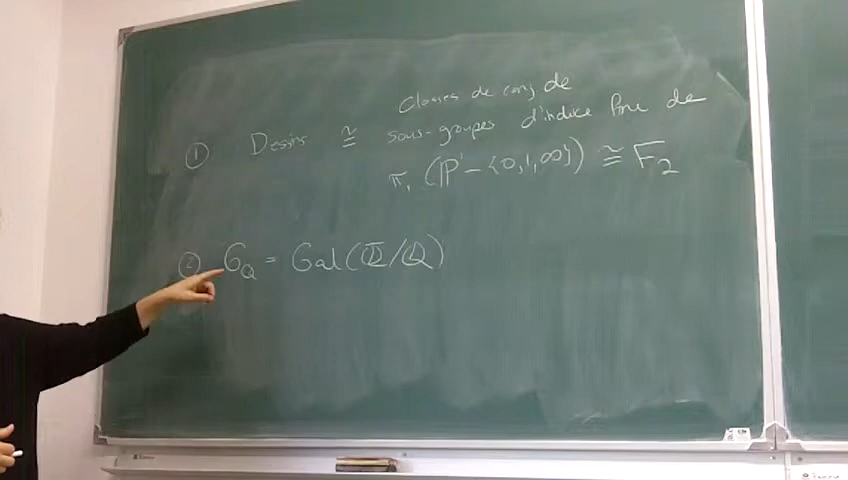 classes de conj de
① Dessins ≅ sous-groupes d'indice fini de
π₁ (ℙ¹ − {0,1,∞}) ≅ F₂
② G_ℚ = Gal(ℚ̄/ℚ)